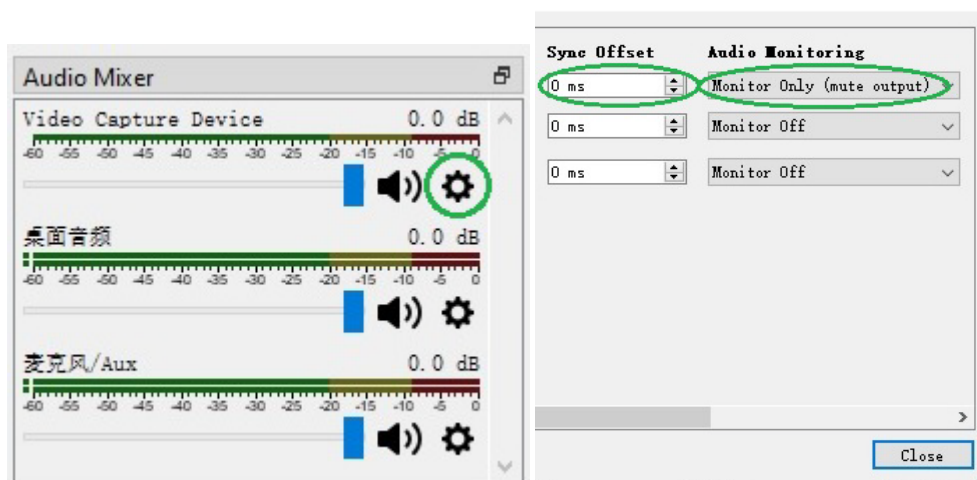 Audio Mixer
Video Capture Device 0.0 dB
-60 -55 -50 -45 -40 -35 -30 -25 -20 -15 -10 -5 0
桌面音频 0.0 dB
-60 -55 -50 -45 -40 -35 -30 -25 -20 -15 -10 -5 0
麦克风/Aux 0.0 dB
-60 -55 -50 -45 -40 -35 -30 -25 -20 -15 -10 -5 0
Sync Offset Audio Monitoring
0 ms Monitor Only (mute output)
0 ms Monitor Off
0 ms Monitor Off
Close